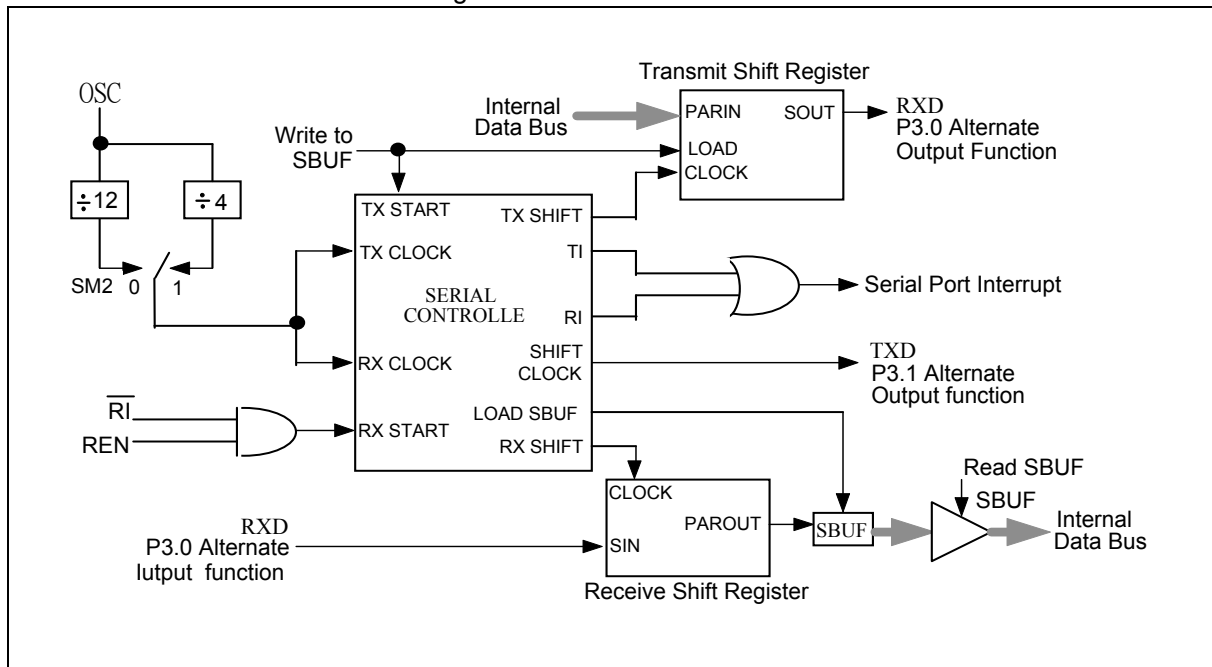 Transmit Shift Register
OSC
Internal
Data Bus
PARIN
SOUT
RXD
P3.0 Alternate
Output Function
Write to
SBUF
LOAD
CLOCK
÷12
÷4
TX START
TX SHIFT
TX CLOCK
TI
SM2 0 1
SERIAL
CONTROLLE
Serial Port Interrupt
RI
RX CLOCK
SHIFT
CLOCK
TXD
P3.1 Alternate
Output function
RI
REN
RX START
LOAD SBUF
RX SHIFT
Read SBUF
CLOCK
SBUF
RXD
P3.0 Alternate
lutput function
SIN
PAROUT
SBUF
Internal
Data Bus
Receive Shift Register